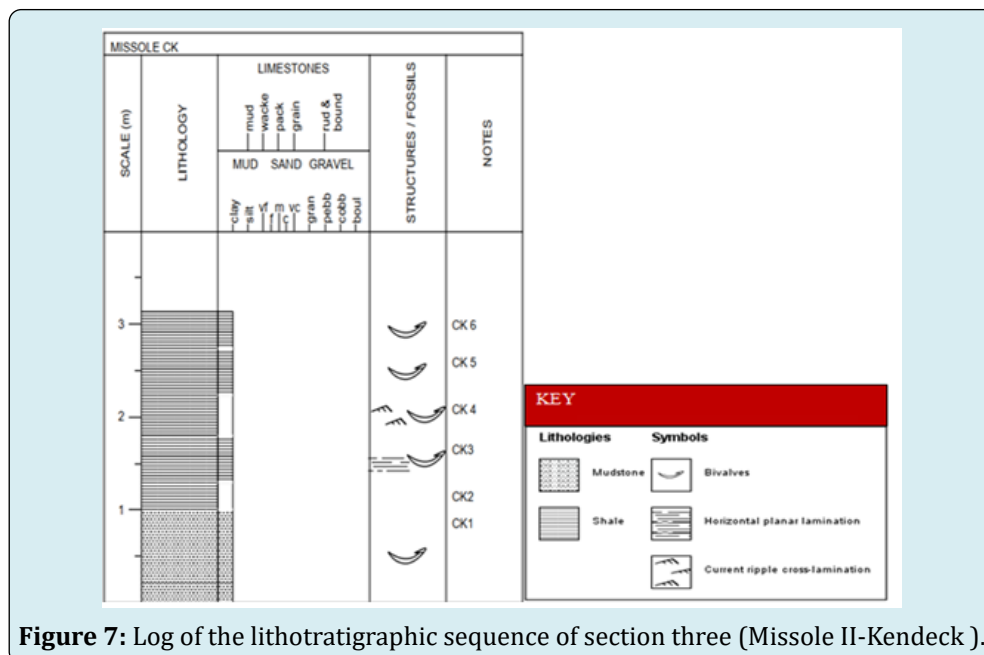 MISSOLE CK
SCALE (m)
LITHOLOGY
LIMESTONES
mud
wacke
pack
grain
rud &
bound
MUD SAND GRAVEL
clay
silt
vf
f
m
c
vc
gran
pebb
cobb
boul
STRUCTURES / FOSSILS
NOTES
3
CK 6
CK 5
2
CK 4
CK3
CK2
1
CK1
KEY
Lithologies Symbols
Mudstone Bivalves
Shale Horizontal planar lamination
Current ripple cross-lamination
Figure 7: Log of the lithotratigraphic sequence of section three (Missole II-Kendeck ).